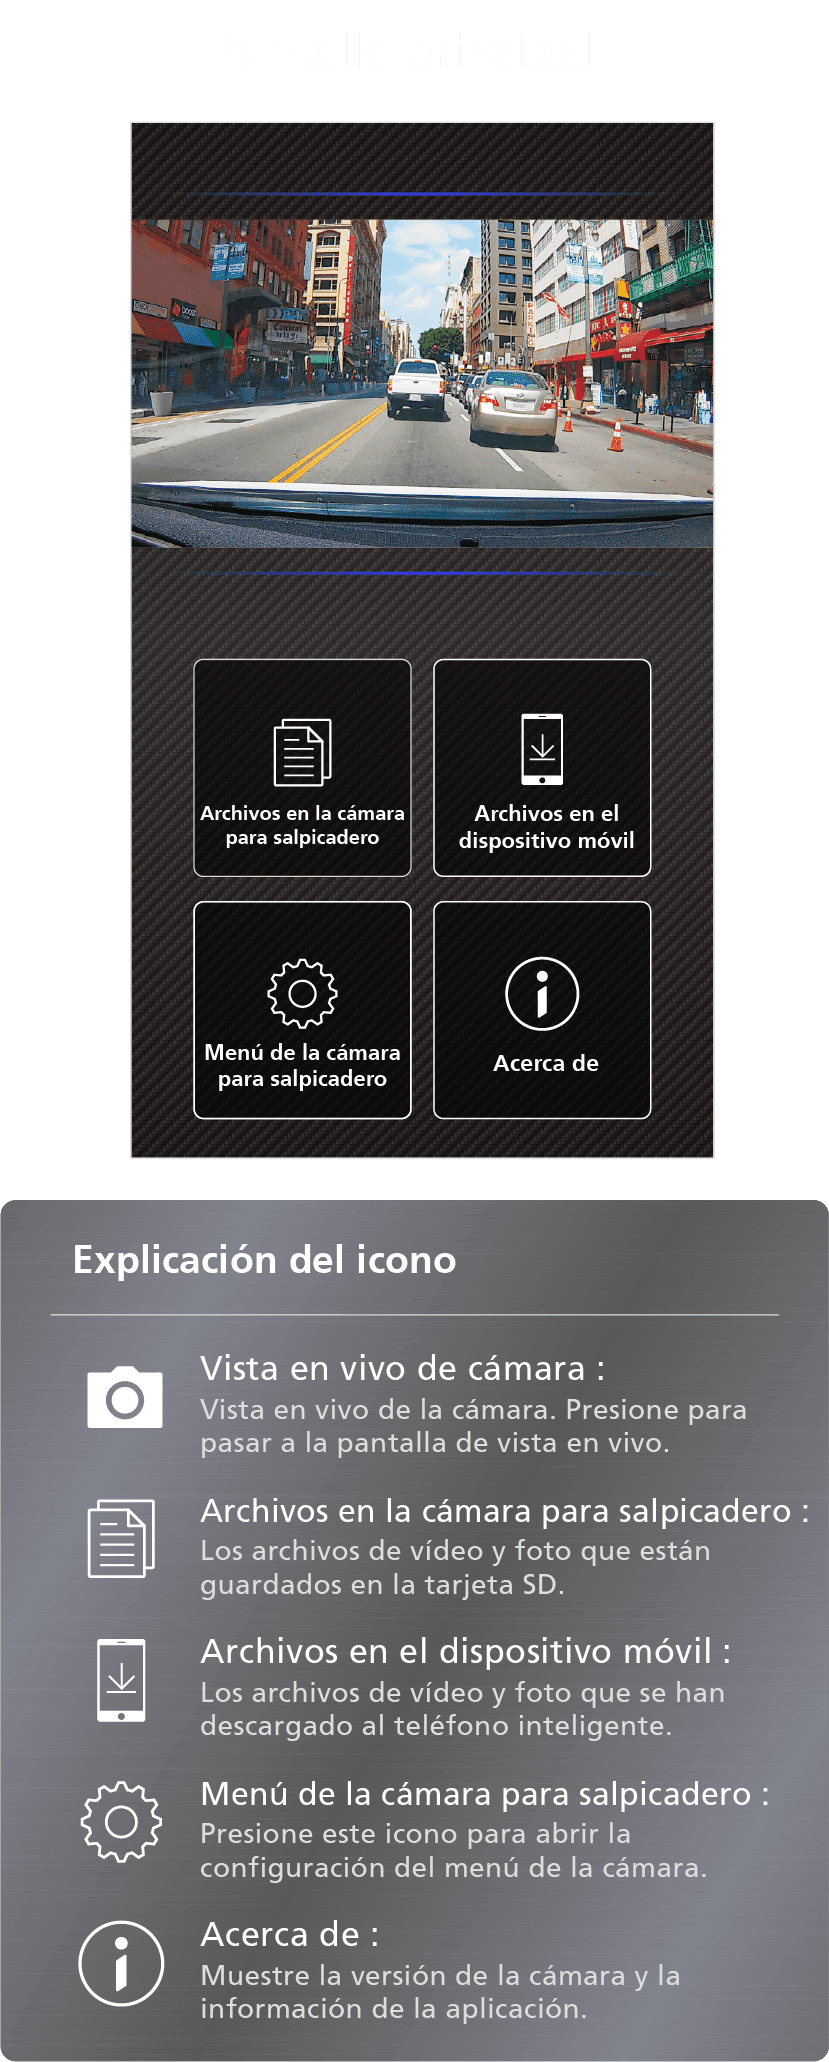 Archivos en la cámara
para salpicadero
Archivos en el
dispositivo móvil
Menú de la cámara
para salpicadero
Acerca de
Explicación del icono
Vista en vivo de cámara :
Vista en vivo de la cámara. Presione para
pasar a la pantalla de vista en vivo.
Archivos en la cámara para salpicadero :
Los archivos de vídeo y foto que están
guardados en la tarjeta SD.
Archivos en el dispositivo móvil :
Los archivos de vídeo y foto que se han
descargado al teléfono inteligente.
Menú de la cámara para salpicadero :
Presione este icono para abrir la
configuración del menú de la cámara.
Acerca de :
Muestre la versión de la cámara y la
información de la aplicación.